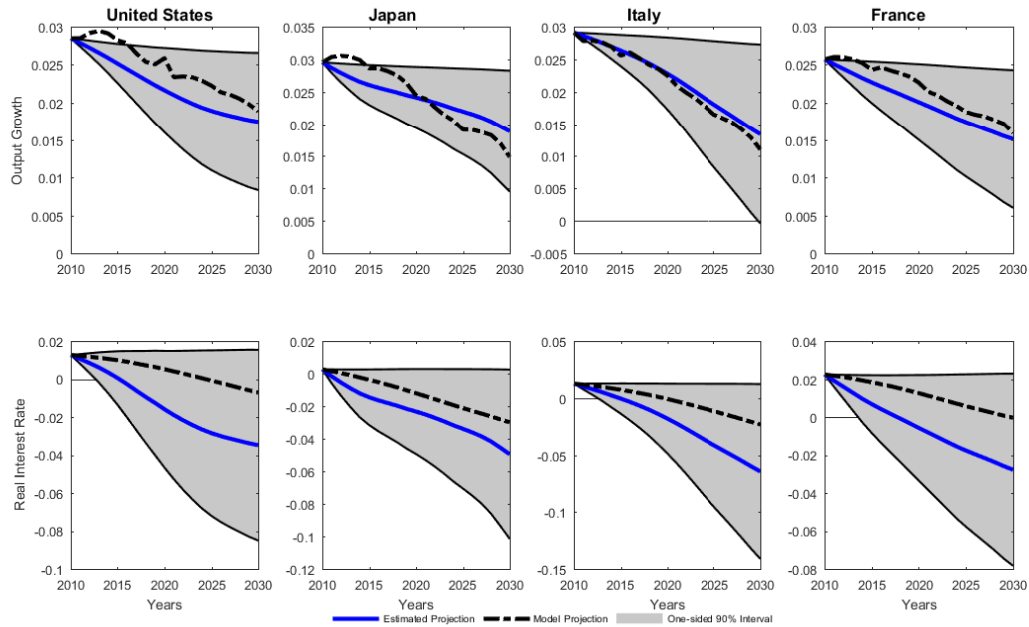 United States
Japan
Italy
France
Output Growth
0.03
0.025
0.02
0.015
0.01
0.005
0
2010 2015 2020 2025 2030
0.035
0.03
0.025
0.02
0.015
0.01
0.005
0
2010 2015 2020 2025 2030
0.03
0.025
0.02
0.015
0.01
0.005
0
-0.005
2010 2015 2020 2025 2030
0.03
0.025
0.02
0.015
0.01
0.005
0
2010 2015 2020 2025 2030
Real Interest Rate
0.02
0
-0.02
-0.04
-0.06
-0.08
-0.1
2010 2015 2020 2025 2030
Years
0.02
0
-0.02
-0.04
-0.06
-0.08
-0.1
-0.12
2010 2015 2020 2025 2030
Years
0.05
0
-0.05
-0.1
-0.15
2010 2015 2020 2025 2030
Years
0.04
0.02
0
-0.02
-0.04
-0.06
-0.08
2010 2015 2020 2025 2030
Years
Estimated Projection
Model Projection
One-sided 90% Interval